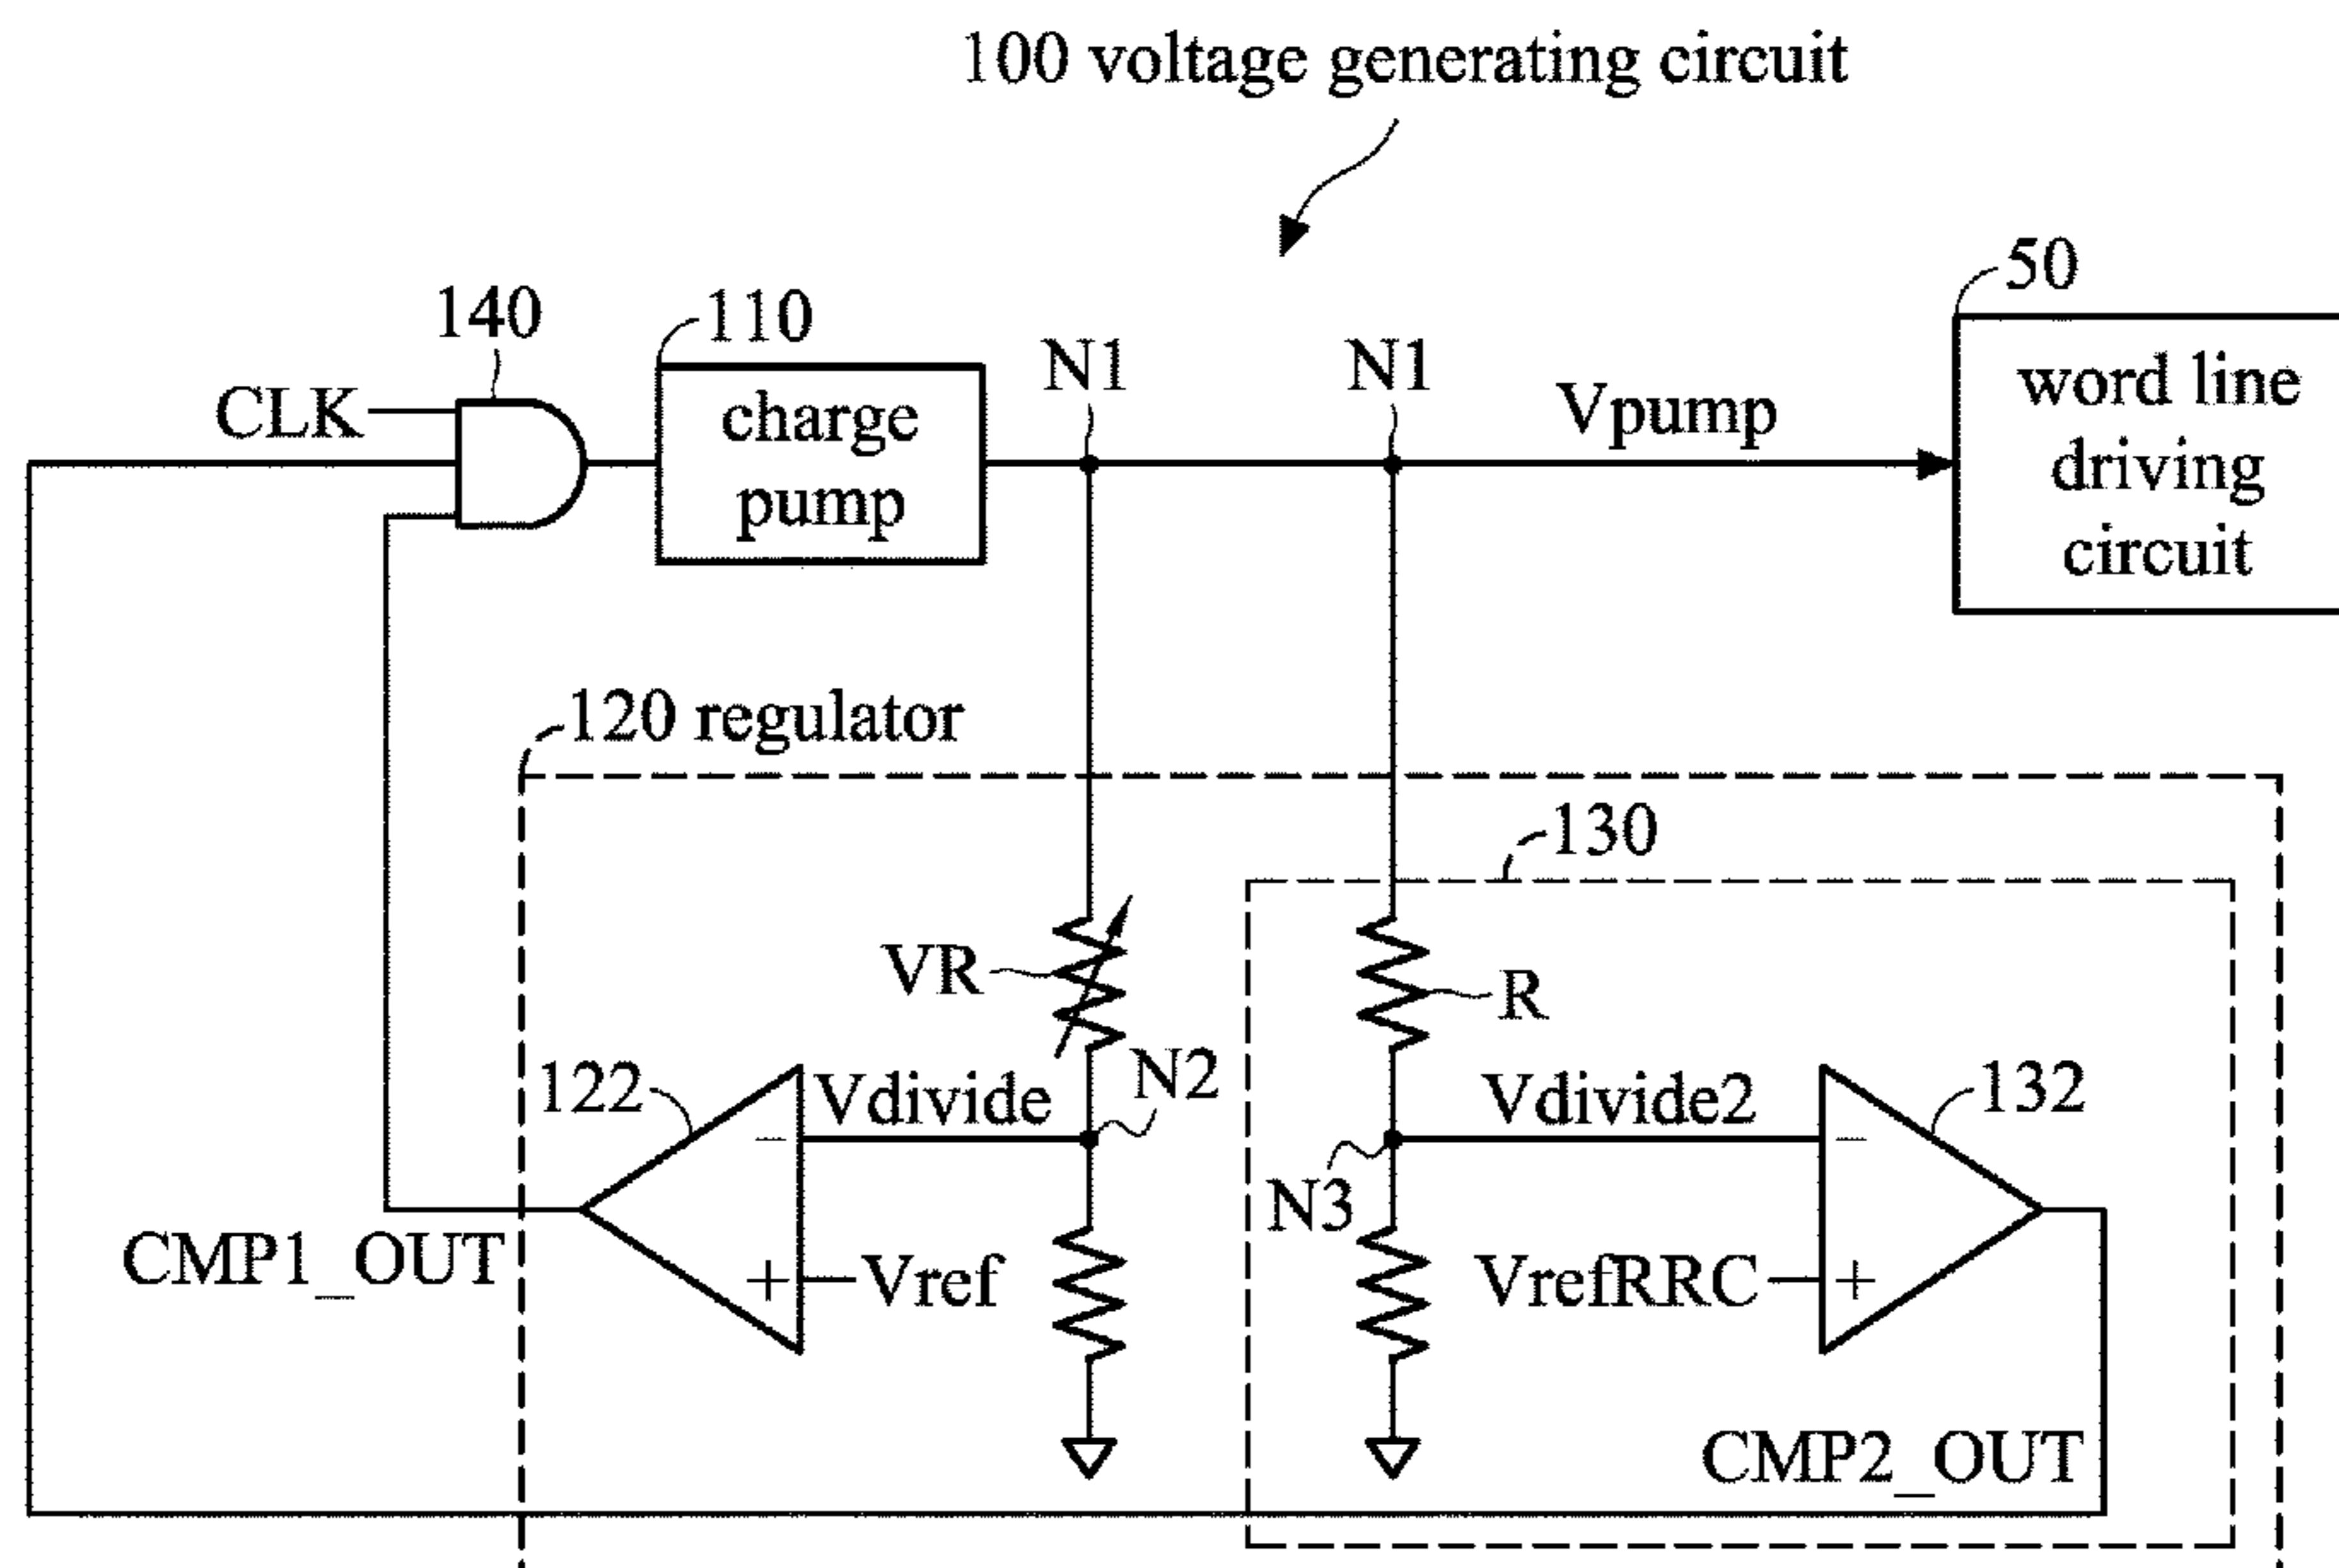 100 voltage generating circuit
50
140
110
N1
N1
CLK
charge
pump
Vpump
word line
driving
circuit
120 regulator
130
VR
R
122
Vdivide
N2
Vdivide2
132
−
−
N3
CMP1_OUT
+
Vref
VrefRRC
+
CMP2_OUT